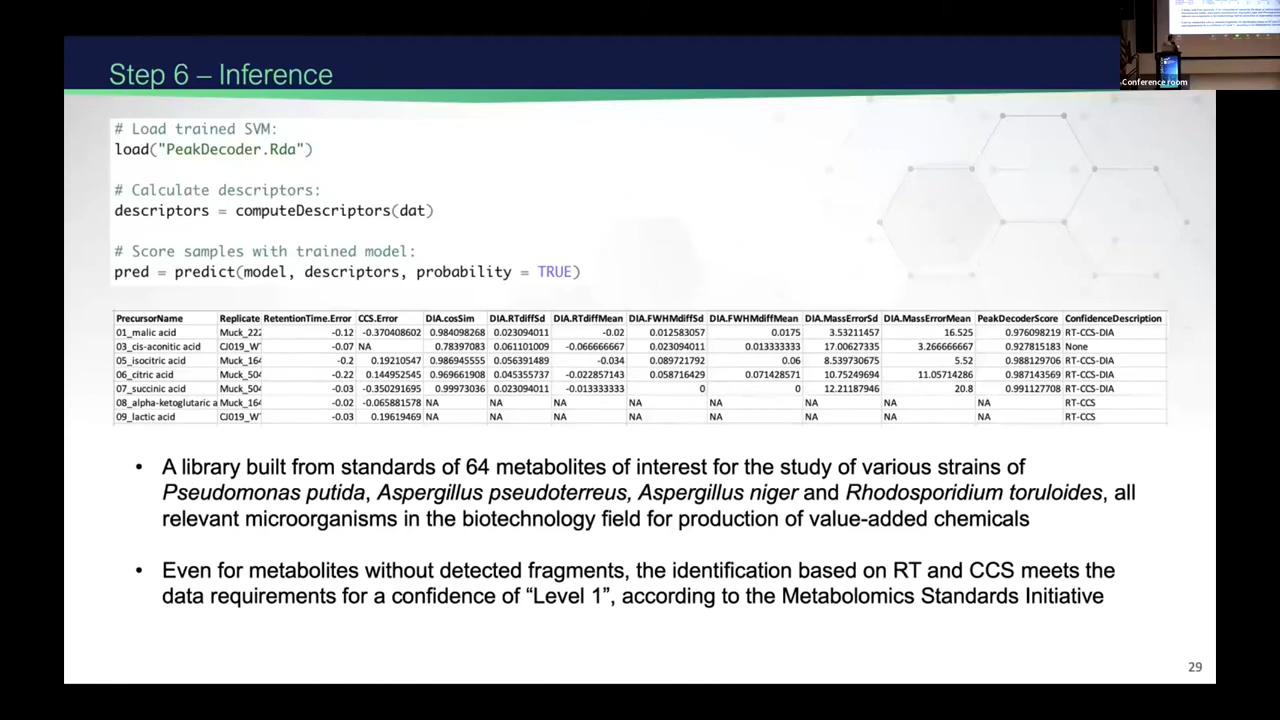 Step 6 – Inference
Conference room
# Load trained SVM:
load("PeakDecoder.Rda")
# Calculate descriptors:
descriptors = computeDescriptors(dat)
# Score samples with trained model:
pred = predict(model, descriptors, probability = TRUE)
PrecursorName Replicate RetentionTime.Error CCS.Error DIA.cosSim DIA.RTdiffSd DIA.RTdiffMean DIA.FWHMdiffSd DIA.FWHMdiffMean DIA.MassErrorSd DIA.MassErrorMean PeakDecoderScore ConfidenceDescription
01_malic acid Muck_222 -0.12 -0.370408602 0.984098268 0.023094011 -0.02 0.012583057 0.0175 3.53211457 16.525 0.976098219 RT-CCS-DIA
03_cis-aconitic acid CJ019_W -0.07 NA 0.78397083 0.061101009 -0.066666667 0.023094011 0.013333333 17.00627335 3.266666667 0.927815183 None
05_isocitric acid Muck_164 -0.2 0.19210547 0.986945555 0.056391489 -0.034 0.089721792 0.06 8.539730675 5.52 0.988129706 RT-CCS-DIA
06_citric acid Muck_504 -0.22 0.144952545 0.969661908 0.045355737 -0.022857143 0.058716429 0.071428571 10.75249694 11.05714286 0.987143569 RT-CCS-DIA
07_succinic acid Muck_504 -0.03 -0.350291695 0.99973036 0.023094011 -0.013333333 0 0 12.21187946 20.8 0.991127708 RT-CCS-DIA
08_alpha-ketoglutaric a Muck_164 -0.02 -0.065881578 NA NA NA NA NA NA NA NA RT-CCS
09_lactic acid CJ019_W -0.03 0.19619469 NA NA NA NA NA NA NA NA RT-CCS
• A library built from standards of 64 metabolites of interest for the study of various strains of
Pseudomonas putida, Aspergillus pseudoterreus, Aspergillus niger and Rhodosporidium toruloides, all
relevant microorganisms in the biotechnology field for production of value-added chemicals
• Even for metabolites without detected fragments, the identification based on RT and CCS meets the
data requirements for a confidence of “Level 1”, according to the Metabolomics Standards Initiative
29